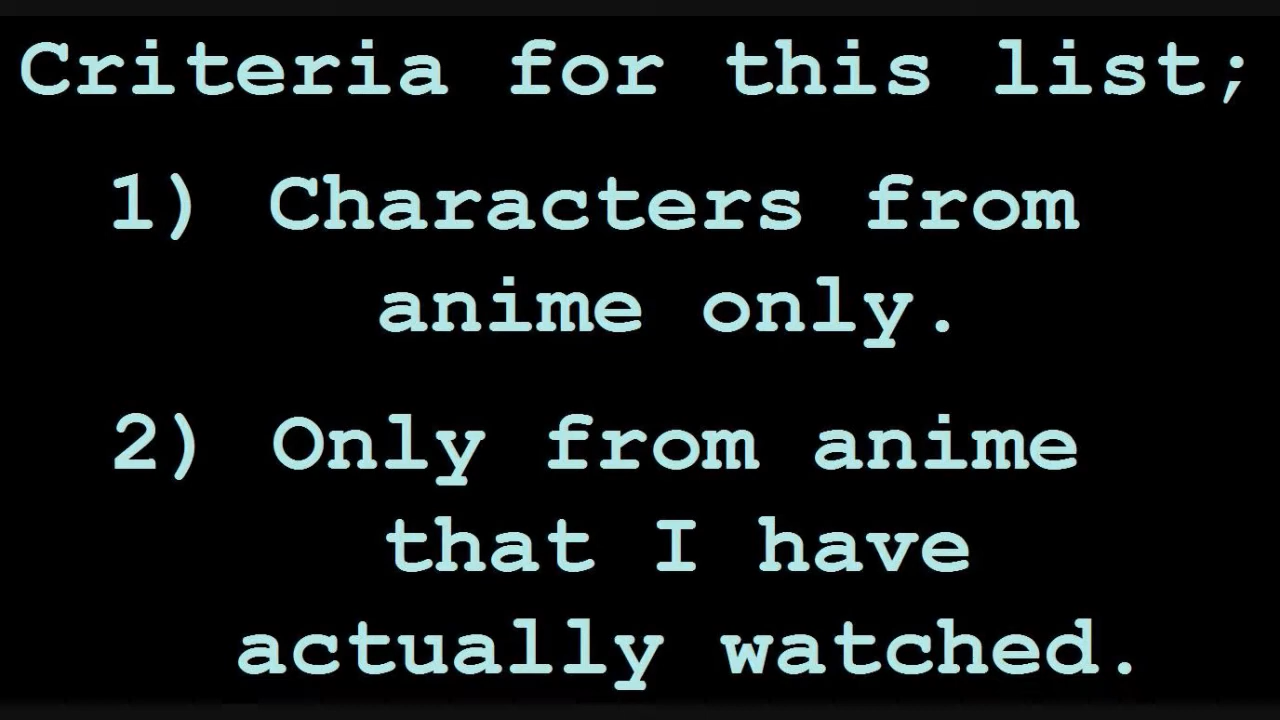 Criteria for this list;
1) Characters from
anime only.
2) Only from anime
that I have
actually watched.